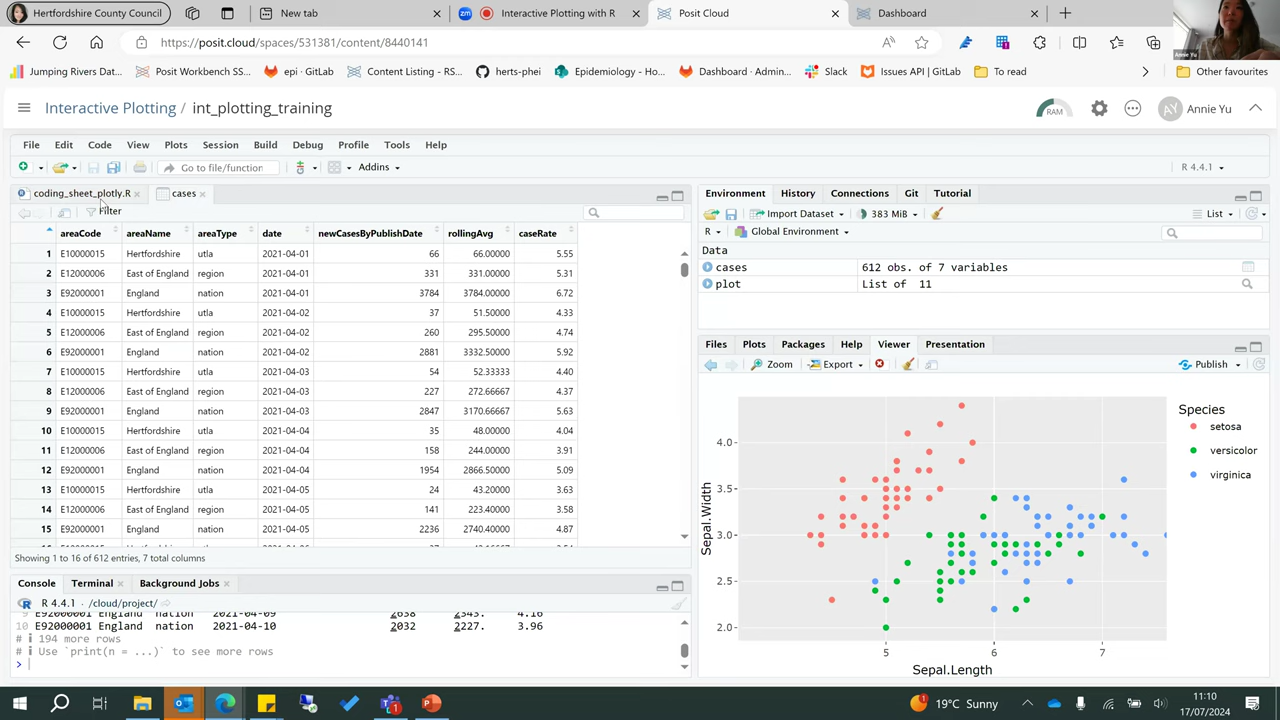 Hertfordshire County Council
New tab
zm
Interactive Plotting with R
Posit Cloud
Dashboard
https://posit.cloud/spaces/531381/content/8440141
Jumping Rivers Dat...
Posit Workbench SS...
epi · GitLab
Content Listing - RS...
herts-phei
Epidemiology - Ho...
Dashboard · Admin...
Slack
Issues API | GitLab
To read
Other favourites
Annie Yu
Interactive Plotting / int_plotting_training
RAM
AY
Annie Yu
File Edit Code View Plots Session Build Debug Profile Tools Help
Go to file/function
Addins
R 4.4.1
coding_sheet_plotly.R
cases
Filter
areaCode areaName areaType date newCasesByPublishDate rollingAvg caseRate
1 E10000015 Hertfordshire utla 2021-04-01 66 66.00000 5.55
2 E12000006 East of England region 2021-04-01 331 331.00000 5.31
3 E92000001 England nation 2021-04-01 3784 3784.00000 6.72
4 E10000015 Hertfordshire utla 2021-04-02 37 51.50000 4.33
5 E12000006 East of England region 2021-04-02 260 295.50000 4.74
6 E92000001 England nation 2021-04-02 2881 3332.50000 5.92
7 E10000015 Hertfordshire utla 2021-04-03 54 52.33333 4.40
8 E12000006 East of England region 2021-04-03 227 272.66667 4.37
9 E92000001 England nation 2021-04-03 2847 3170.66667 5.63
10 E10000015 Hertfordshire utla 2021-04-04 35 48.00000 4.04
11 E12000006 East of England region 2021-04-04 158 244.00000 3.91
12 E92000001 England nation 2021-04-04 1954 2866.50000 5.09
13 E10000015 Hertfordshire utla 2021-04-05 24 43.20000 3.63
14 E12000006 East of England region 2021-04-05 141 223.40000 3.58
15 E92000001 England nation 2021-04-05 2236 2740.40000 4.87
Showing 1 to 16 of 612 entries, 7 total columns
Console Terminal Background Jobs
R 4.4.1 · /cloud/project/
9 E92000001 England nation 2021-04-09 2638 2343. 4.16
10 E92000001 England nation 2021-04-10 2032 2227. 3.96
# ℹ 194 more rows
# ℹ Use `print(n = ...)` to see more rows
>
Environment History Connections Git Tutorial
Import Dataset
383 MiB
List
R
Global Environment
Data
cases 612 obs. of 7 variables
plot List of 11
Files Plots Packages Help Viewer Presentation
Zoom
Export
Publish
Species
setosa
versicolor
virginica
Sepal.Width
4.0
3.5
3.0
2.5
2.0
5 6 7
Sepal.Length
1
19°C Sunny
11:10
17/07/2024